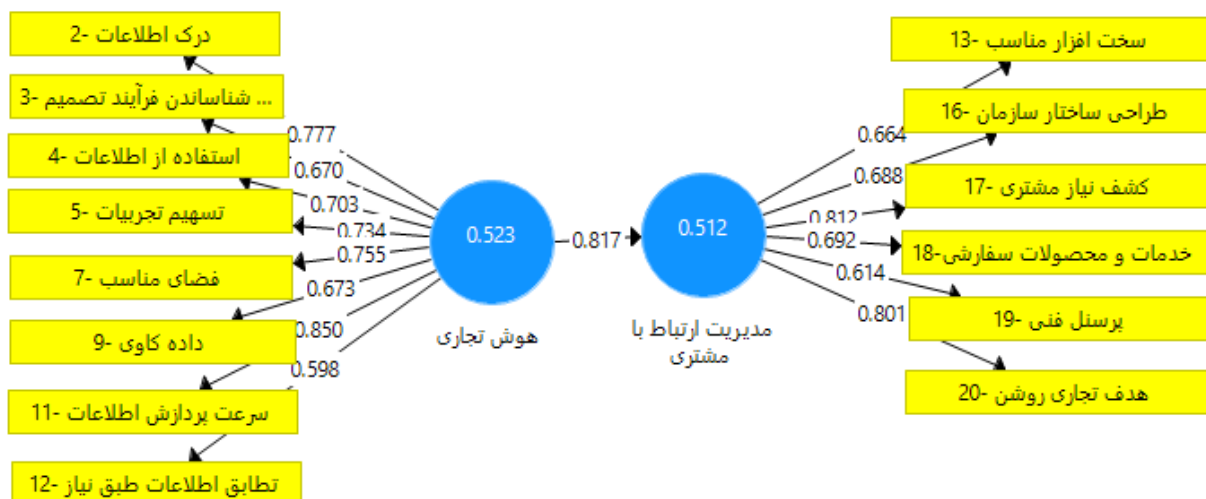 2- درک اطلاعات
3- شناساندن فرآیند تصمیم ...
4- استفاده از اطلاعات
5- تسهیم تجربیات
7- فضای مناسب
9- داده کاوی
11- سرعت پردازش اطلاعات
12- تطابق اطلاعات طبق نیاز
0.777
0.670
0.703
0.734
0.755
0.673
0.850
0.598
0.523
هوش تجاری
0.817
0.512
مدیریت ارتباط با
مشتری
0.664
0.688
0.812
0.692
0.614
0.801
13- سخت افزار مناسب
16- طراحی ساختار سازمان
17- کشف نیاز مشتری
18-خدمات و محصولات سفارشی
19- پرسنل فنی
20- هدف تجاری روشن